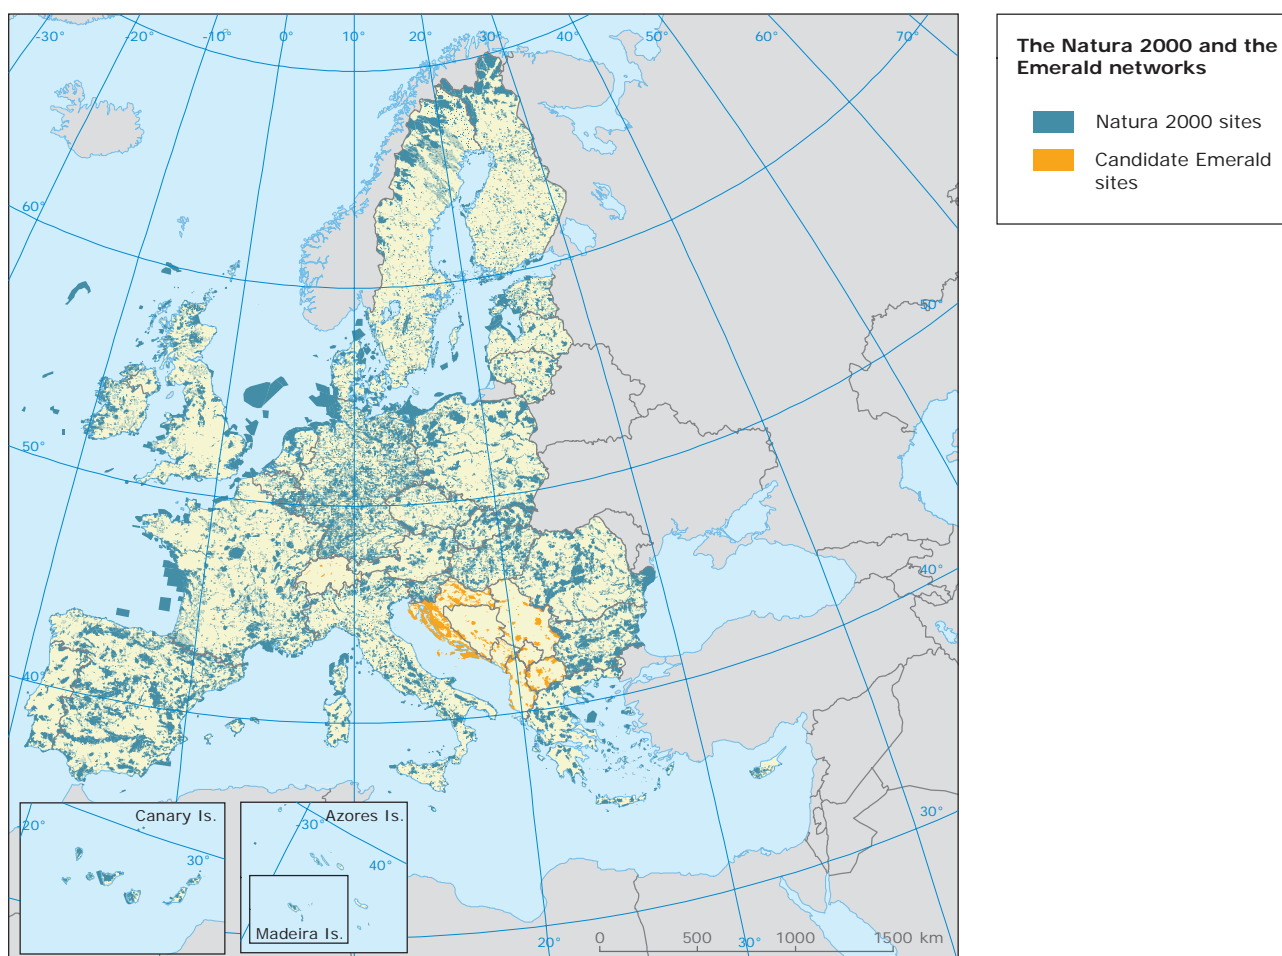 -30°
-20°
-10°
0°
10°
20°
30°
40°
50°
60°
70°
60°
50°
50°
40°
40°
30°
20°
30°
Canary Is.
20°
30°
Azores Is.
-30°
40°
Madeira Is.
0
500
1000
1500 km
The Natura 2000 and the
Emerald networks
Natura 2000 sites
Candidate Emerald
sites